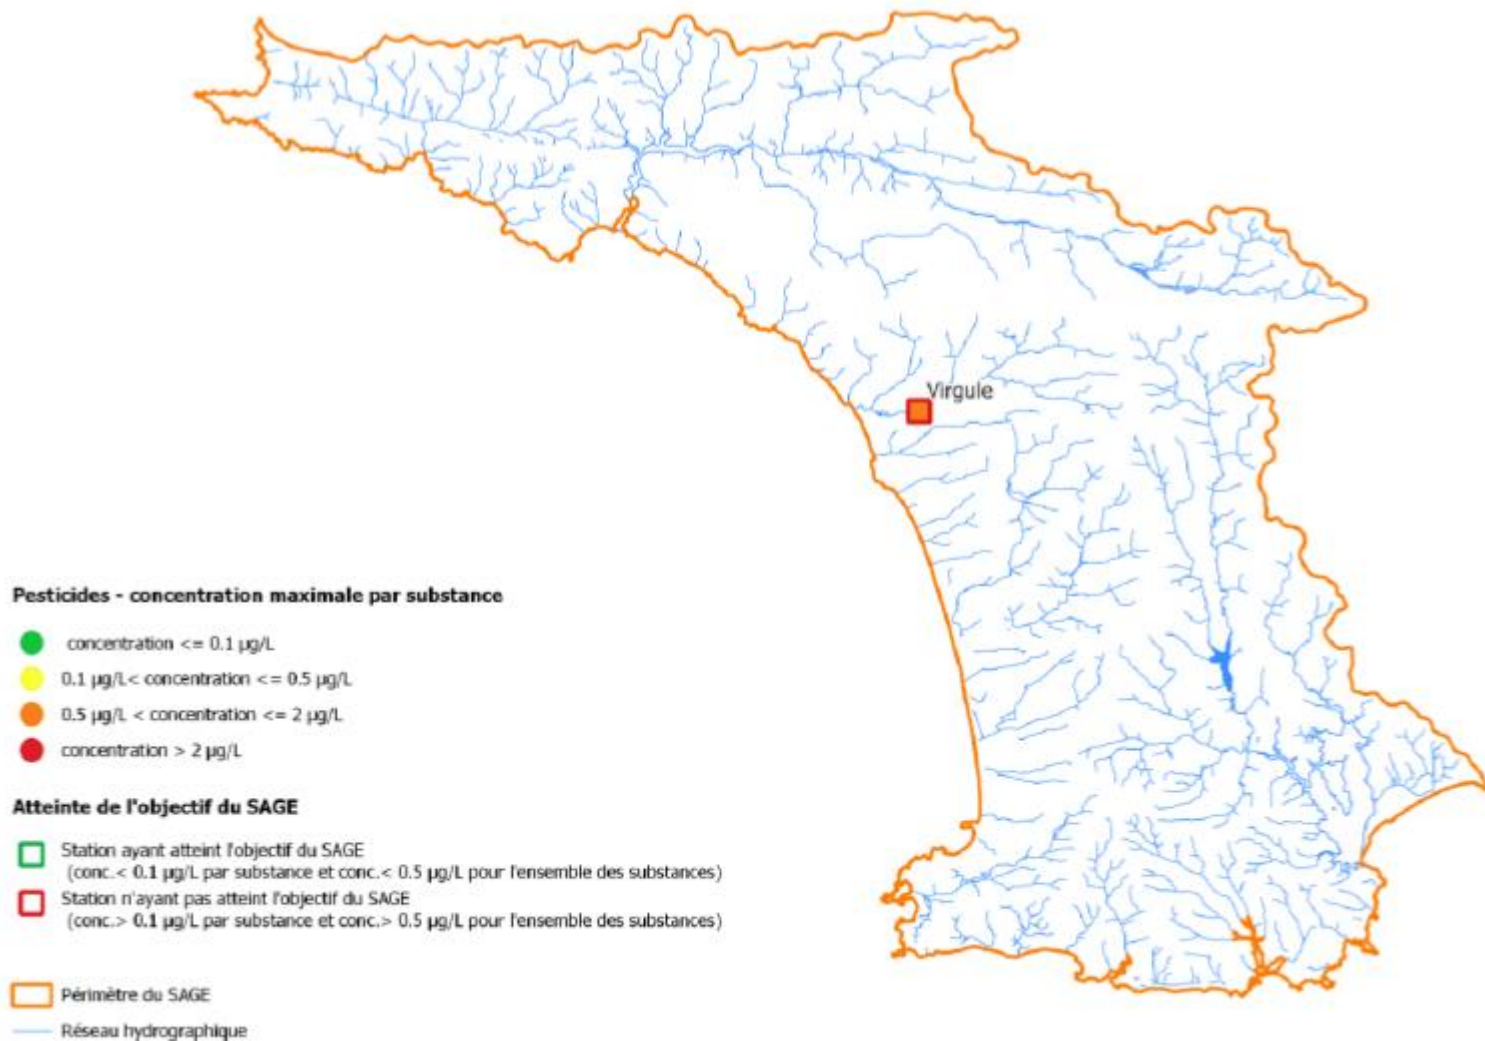 Virgule
Pesticides - concentration maximale par substance
concentration <= 0.1 µg/L
0.1 µg/L< concentration <= 0.5 µg/L
0.5 µg/L < concentration <= 2 µg/L
concentration > 2 µg/L
Atteinte de l'objectif du SAGE
Station ayant atteint l'objectif du SAGE
(conc.< 0.1 µg/L par substance et conc.< 0.5 µg/L pour l'ensemble des substances)
Station n'ayant pas atteint l'objectif du SAGE
(conc.> 0.1 µg/L par substance et conc.> 0.5 µg/L pour l'ensemble des substances)
Périmètre du SAGE
Réseau hydrographique